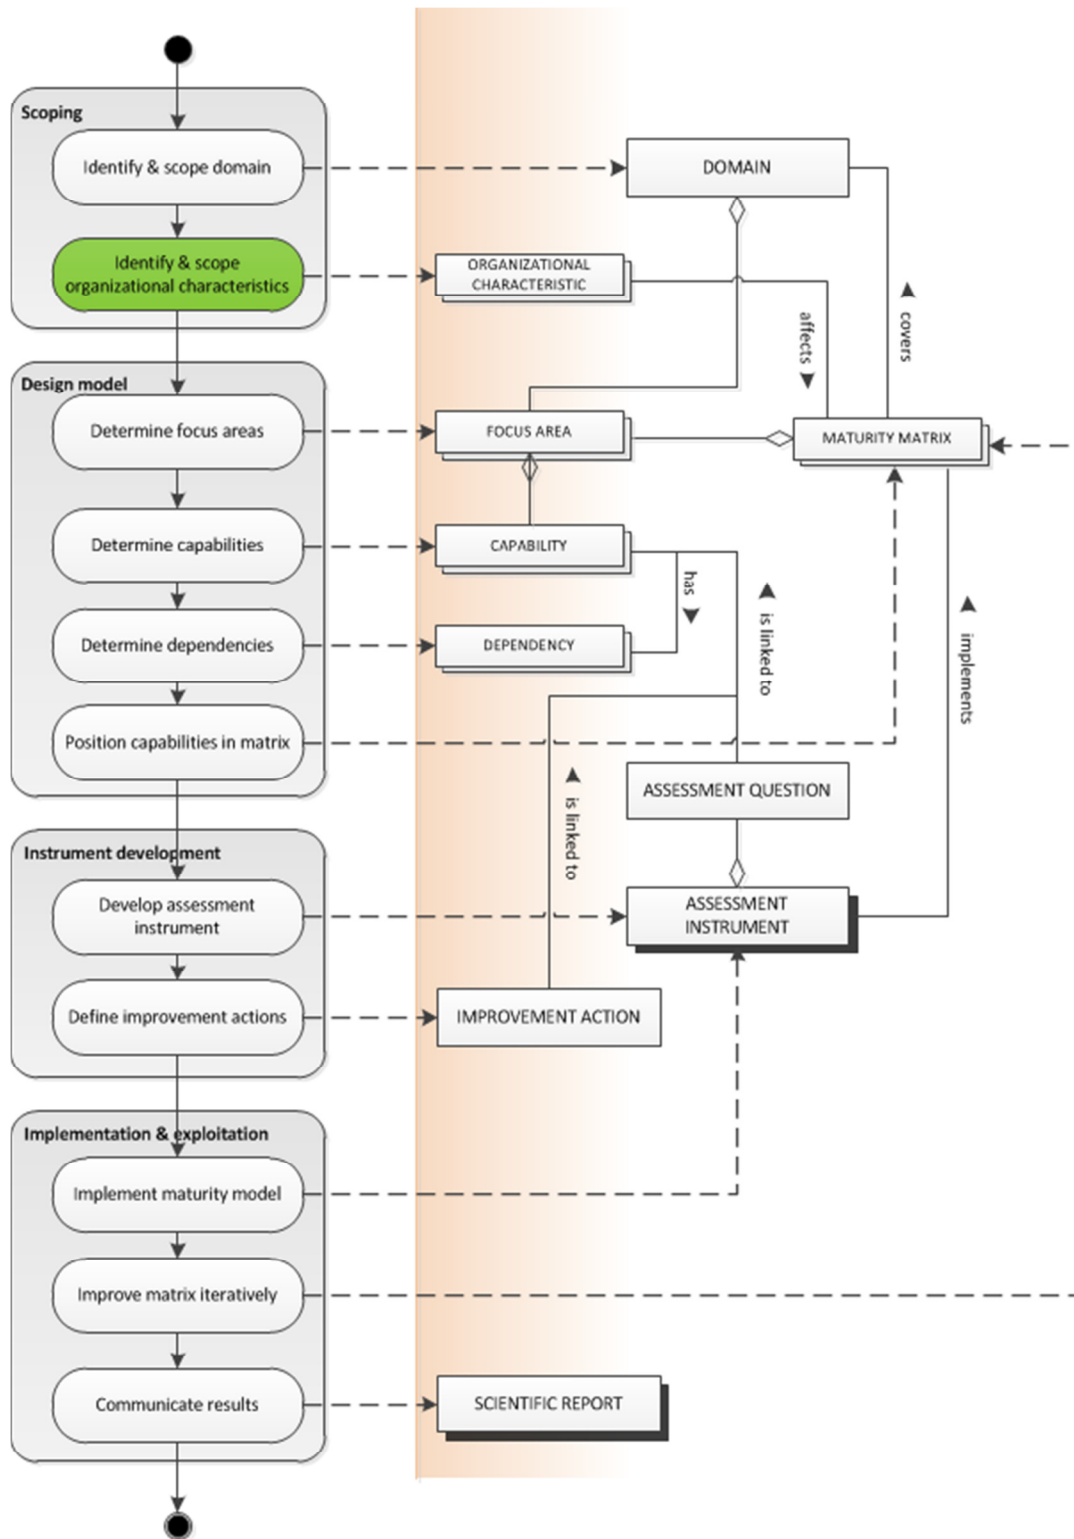 Scoping
Identify & scope domain
DOMAIN
Identify & scope
organizational characteristics
ORGANIZATIONAL
CHARACTERISTIC
affects
covers
Design model
Determine focus areas
FOCUS AREA
MATURITY MATRIX
Determine capabilities
CAPABILITY
has
is linked to
implements
Determine dependencies
DEPENDENCY
Position capabilities in matrix
is linked to
ASSESSMENT QUESTION
Instrument development
Develop assessment
instrument
ASSESSMENT
INSTRUMENT
Define improvement actions
IMPROVEMENT ACTION
Implementation & exploitation
Implement maturity model
Improve matrix iteratively
Communicate results
SCIENTIFIC REPORT